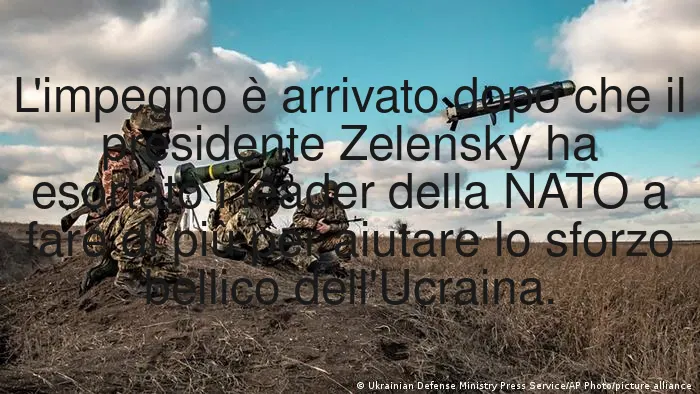 L'impegno è arrivato dopo che il
presidente Zelensky ha
esortato i leader della NATO a
fare di più per aiutare lo sforzo
bellico dell'Ucraina.
© Ukrainian Defense Ministry Press Service/AP Photo/picture alliance